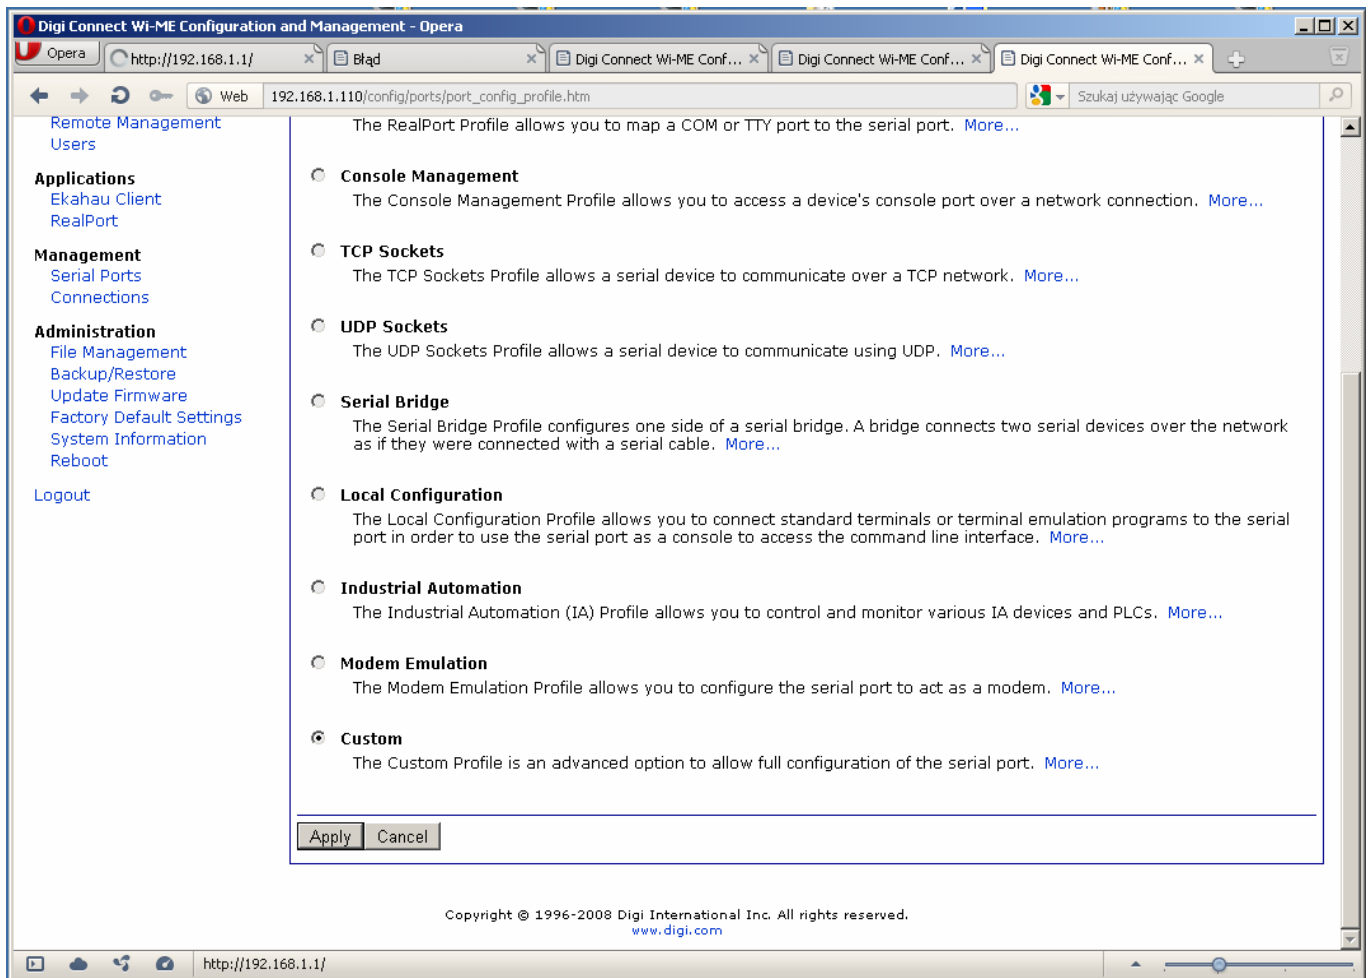 Digi Connect Wi-ME Configuration and Management - Opera
Opera
http://192.168.1.1/
Błąd
Digi Connect Wi-ME Conf...
Digi Connect Wi-ME Conf...
Digi Connect Wi-ME Conf...
Web
192.168.1.110/config/ports/port_config_profile.htm
Szukaj używając Google
Remote Management
Users
Applications
Ekahau Client
RealPort
Management
Serial Ports
Connections
Administration
File Management
Backup/Restore
Update Firmware
Factory Default Settings
System Information
Reboot
Logout
The RealPort Profile allows you to map a COM or TTY port to the serial port. More...
Console Management
The Console Management Profile allows you to access a device's console port over a network connection. More...
TCP Sockets
The TCP Sockets Profile allows a serial device to communicate over a TCP network. More...
UDP Sockets
The UDP Sockets Profile allows a serial device to communicate using UDP. More...
Serial Bridge
The Serial Bridge Profile configures one side of a serial bridge. A bridge connects two serial devices over the network
as if they were connected with a serial cable. More...
Local Configuration
The Local Configuration Profile allows you to connect standard terminals or terminal emulation programs to the serial
port in order to use the serial port as a console to access the command line interface. More...
Industrial Automation
The Industrial Automation (IA) Profile allows you to control and monitor various IA devices and PLCs. More...
Modem Emulation
The Modem Emulation Profile allows you to configure the serial port to act as a modem. More...
Custom
The Custom Profile is an advanced option to allow full configuration of the serial port. More...
Apply
Cancel
Copyright © 1996-2008 Digi International Inc. All rights reserved.
www.digi.com
http://192.168.1.1/